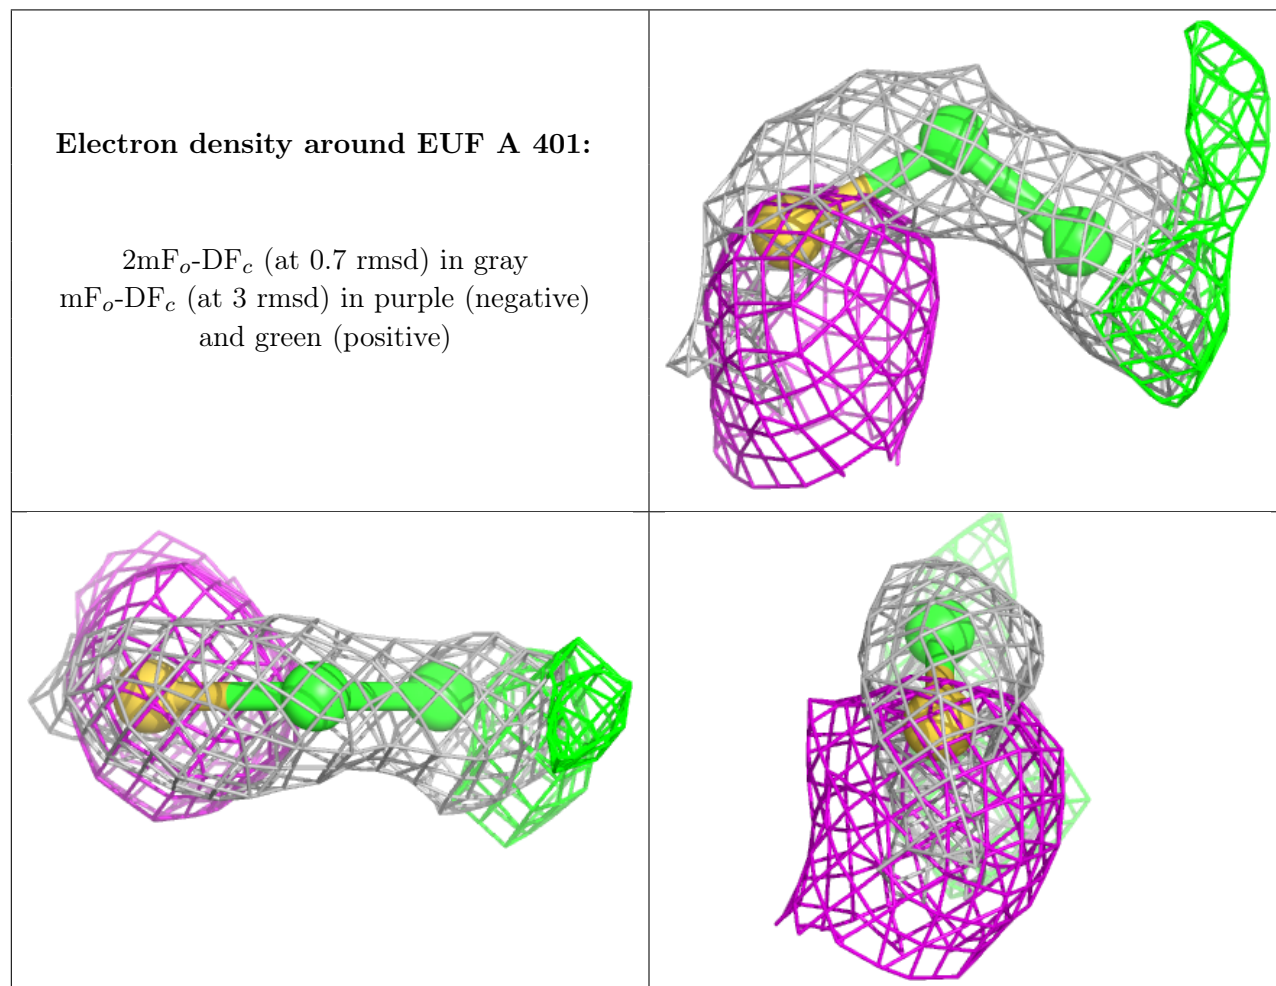 Electron density around EUF A 401:
2mFo-DFc (at 0.7 rmsd) in gray
mFo-DFc (at 3 rmsd) in purple (negative)
and green (positive)